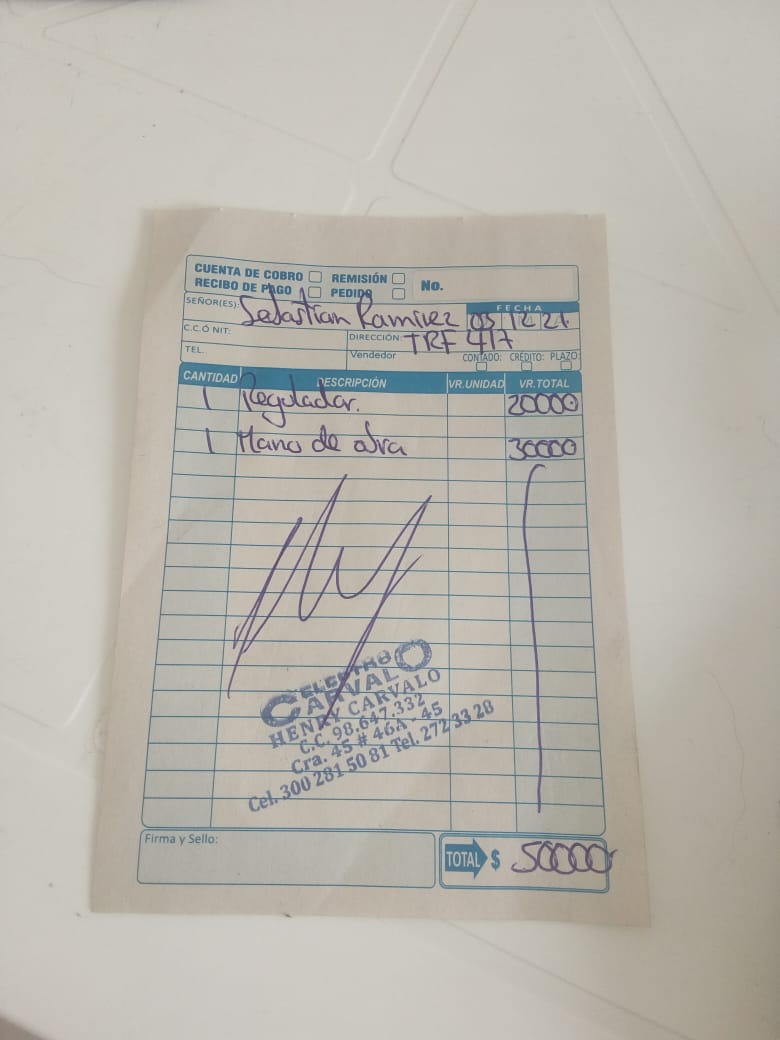 CUENTA DE COBRO REMISIÓN No.
RECIBO DE PAGO PEDIDO
FECHA
SEÑOR(ES): Sebastian Ramirez 03 12 21
C.C.Ó NIT: DIRECCIÓN: TRF 417
TEL. Vendedor CONTADO: CRÉDITO: PLAZO
CANTIDAD DESCRIPCIÓN VR.UNIDAD VR.TOTAL
1 Regulador. 20000
1 Mano de obra 30000
ELECTRO
CARVALO
HENRY CARVALO
C.C. 98.647.332
Cra. 45 # 46A - 45
Cel. 300 281 50 81 Tel. 272 33 28
Firma y Sello:
TOTAL $ 50000